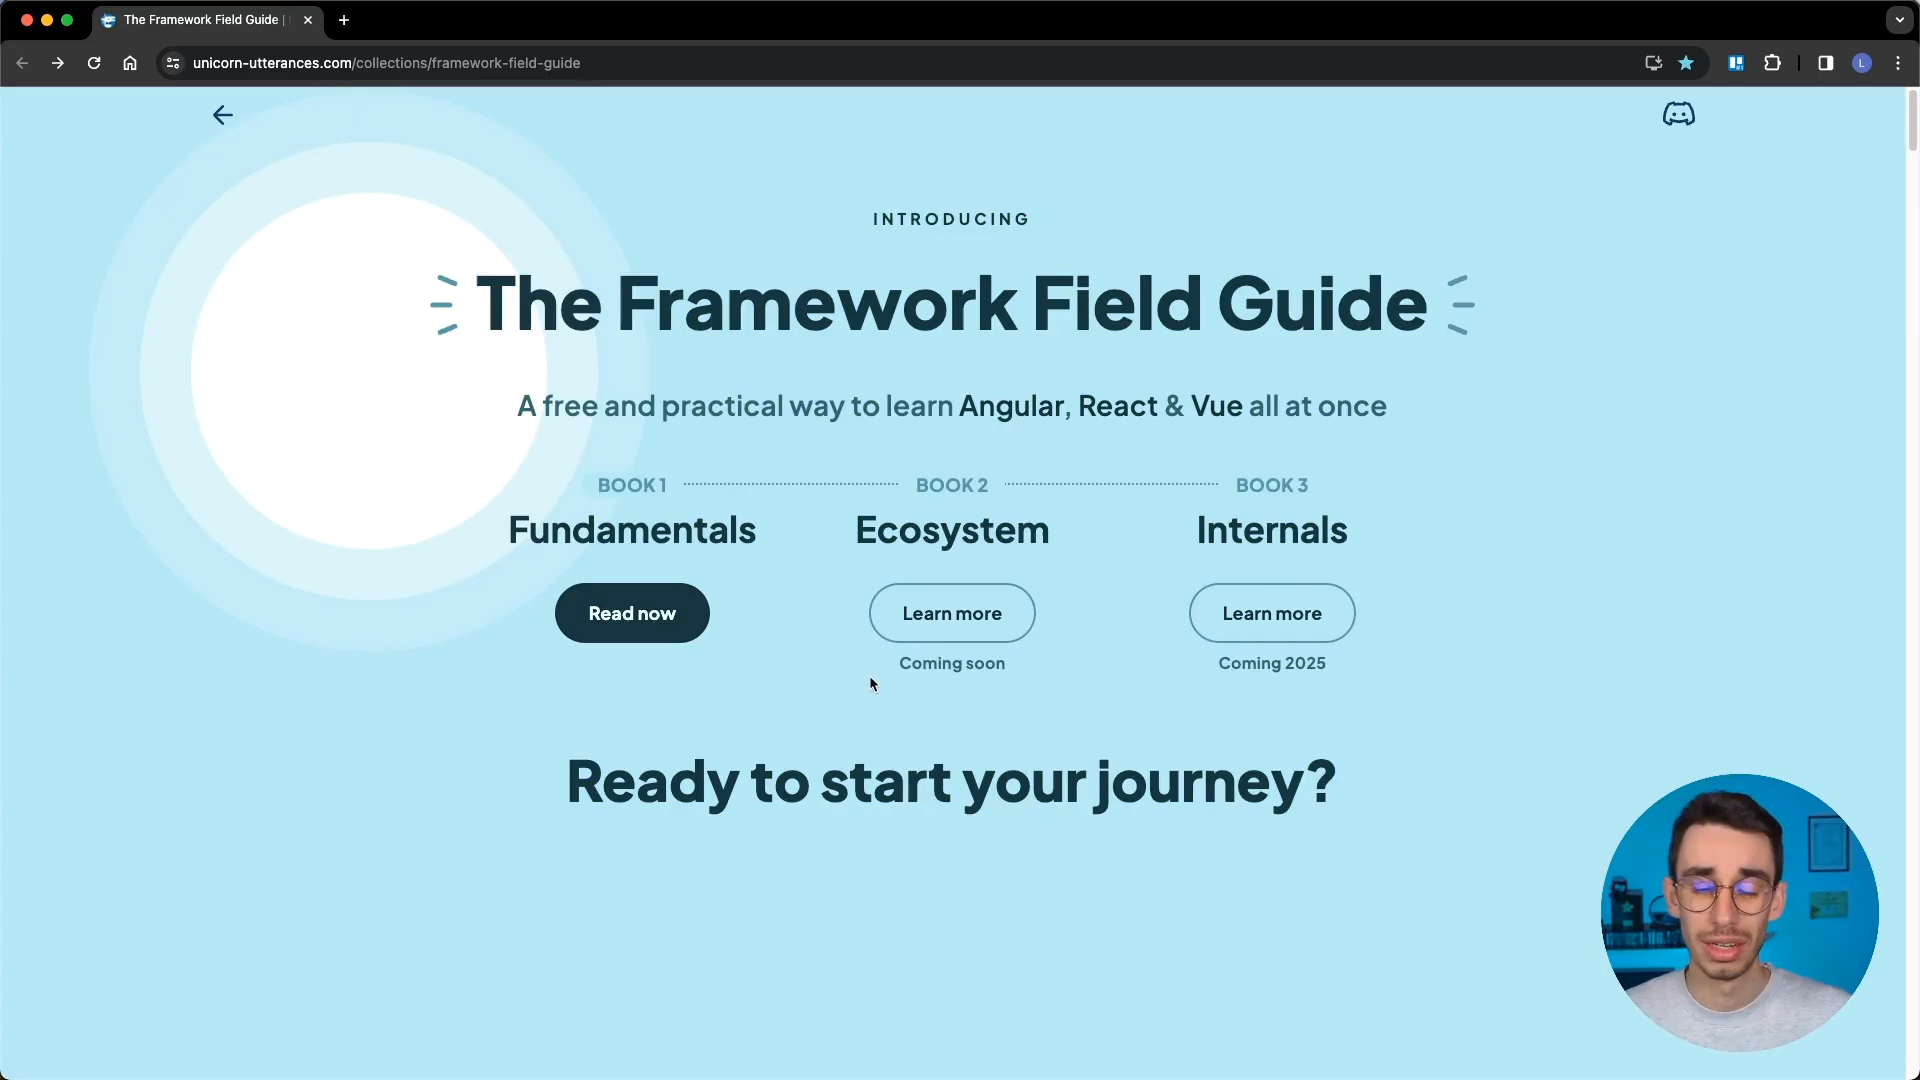 The Framework Field Guide |
unicorn-utterances.com/collections/framework-field-guide
L
INTRODUCING
The Framework Field Guide
A free and practical way to learn Angular, React & Vue all at once
BOOK 1
BOOK 2
BOOK 3
Fundamentals
Ecosystem
Internals
Read now
Learn more
Learn more
Coming soon
Coming 2025
Ready to start your journey?